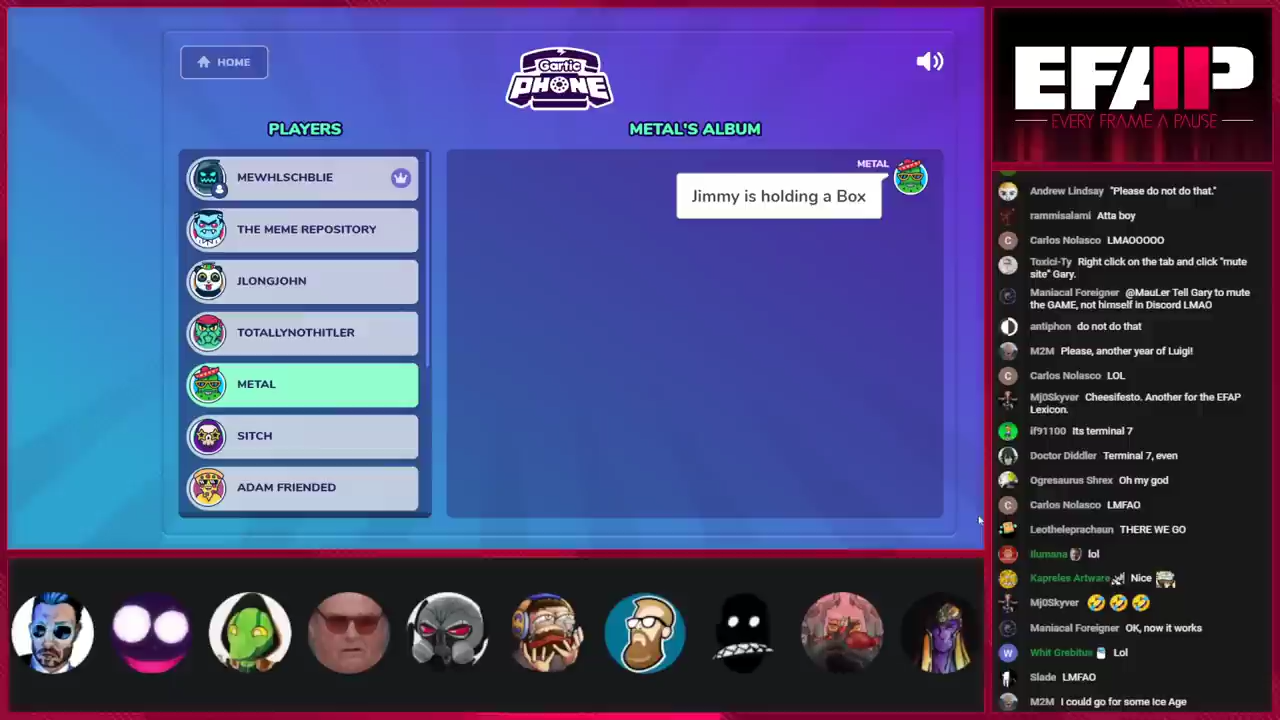 HOME
Gartic
PHONE
PLAYERS
METAL'S ALBUM
MEWHLSCHBLIE
THE MEME REPOSITORY
JLONGJOHN
TOTALLYNOTHITLER
METAL
SITCH
ADAM FRIENDED
METAL
Jimmy is holding a Box
EFAP
EVERY FRAME A PAUSE
Andrew Lindsay "Please do not do that."
rammisalami Atta boy
C Carlos Nolasco LMAOOOOO
Toxici-Ty Right click on the tab and click "mute
site" Gary.
Maniacal Foreigner @MauLer Tell Gary to mute
the GAME, not himself in Discord LMAO
antiphon do not do that
M2M Please, another year of Luigi!
C Carlos Nolasco LOL
Mj0Skyver Cheesifesto. Another for the EFAP
Lexicon.
if91100 Its terminal 7
Doctor Diddler Terminal 7, even
Ogresaurus Shrex Oh my god
C Carlos Nolasco LMFAO
Leotheleprachaun THERE WE GO
Ilumana lol
Kapreles Artware Nice
Mj0Skyver 🤣🤣🤣
Maniacal Foreigner OK, now it works
W Whit Grebitus Lol
Slade LMFAO
M2M I could go for some Ice Age